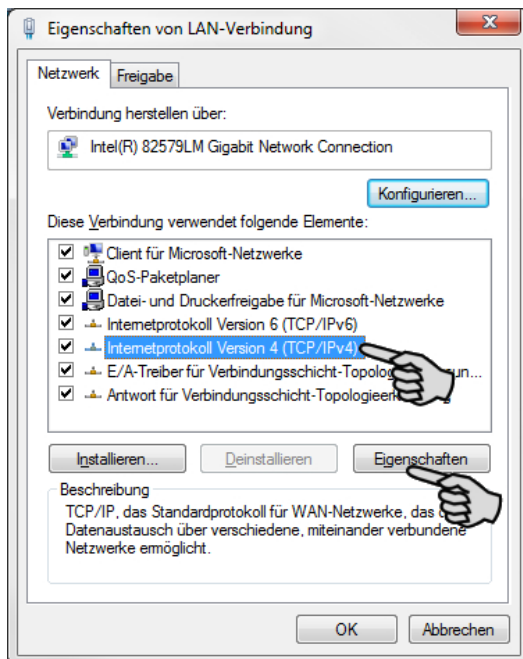 Eigenschaften von LAN-Verbindung
Netzwerk Freigabe
Verbindung herstellen über:
Intel(R) 82579LM Gigabit Network Connection
Konfigurieren...
Diese Verbindung verwendet folgende Elemente:
Client für Microsoft-Netzwerke
QoS-Paketplaner
Datei- und Druckerfreigabe für Microsoft-Netzwerke
Internetprotokoll Version 6 (TCP/IPv6)
Internetprotokoll Version 4 (TCP/IPv4)
E/A-Treiber für Verbindungsschicht-
Antwort für Verbindungsschicht-
Installieren... Deinstallieren Eigenschaften
Beschreibung
TCP/IP, das Standardprotokoll für WAN-Netzwerke, das
Datenaustausch über verschiedene, miteinander verbundene
Netzwerke ermöglicht.
OK Abbrechen